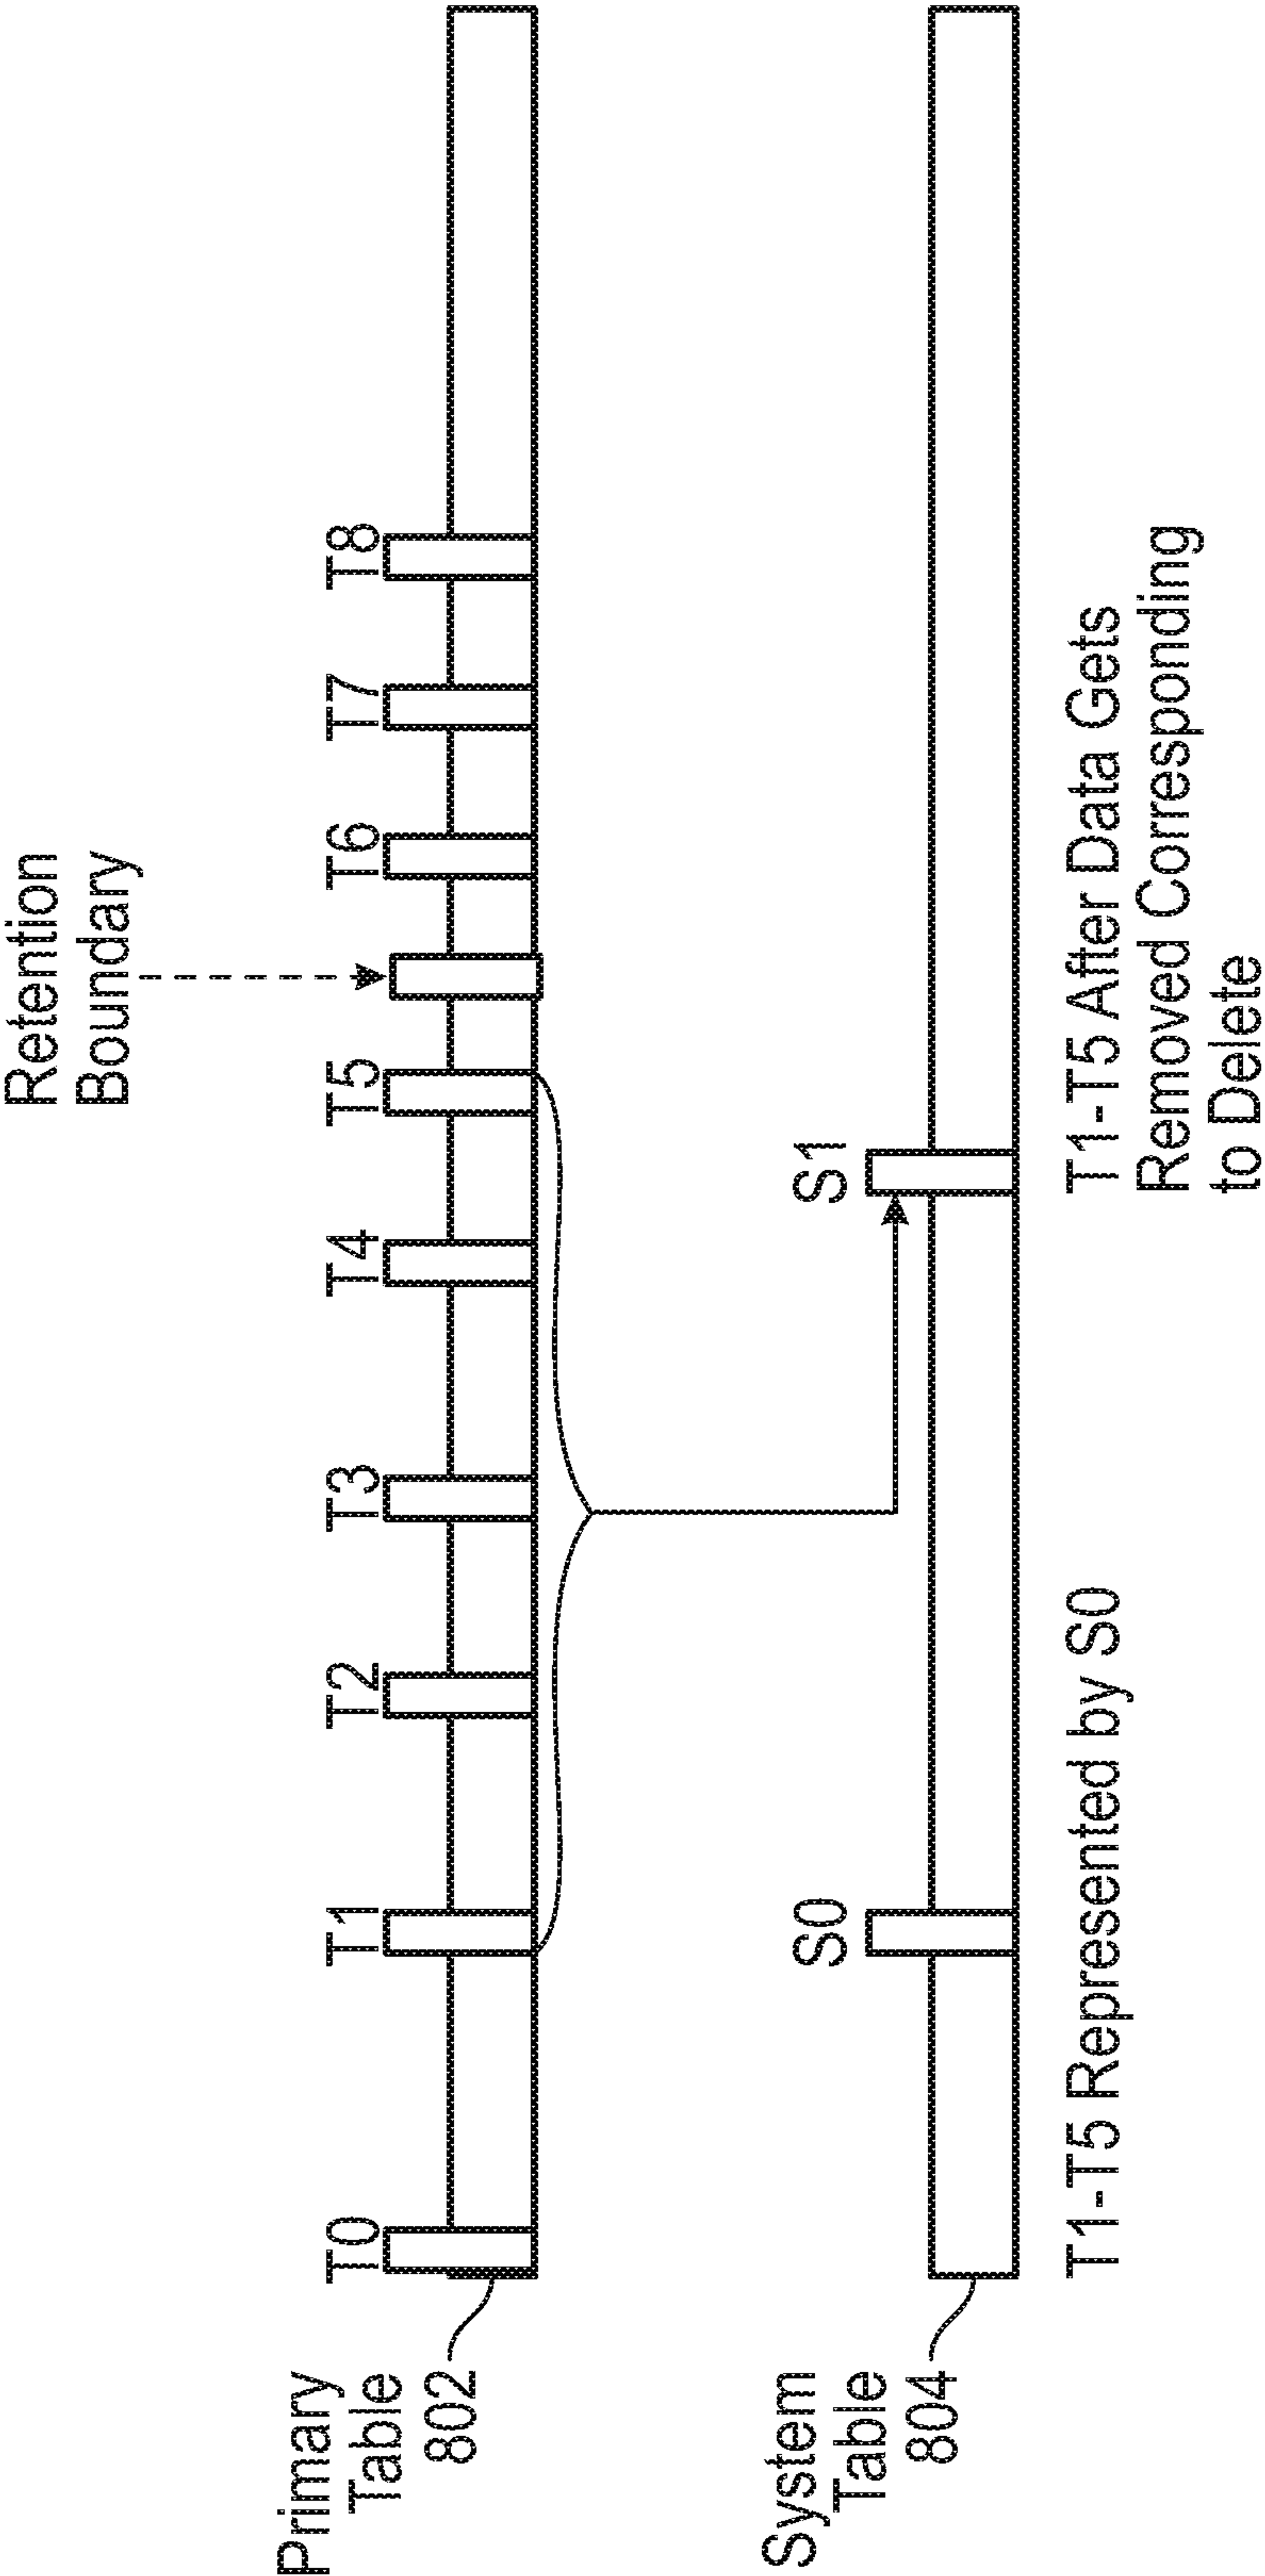 Retention
Boundary
T0
T1
T2
T3
T4
T5
T6
T7
T8
Primary
Table
802
S0
S1
System
Table
804
T1-T5 Represented by S0
T1-T5 After Data Gets
Removed Corresponding
to Delete